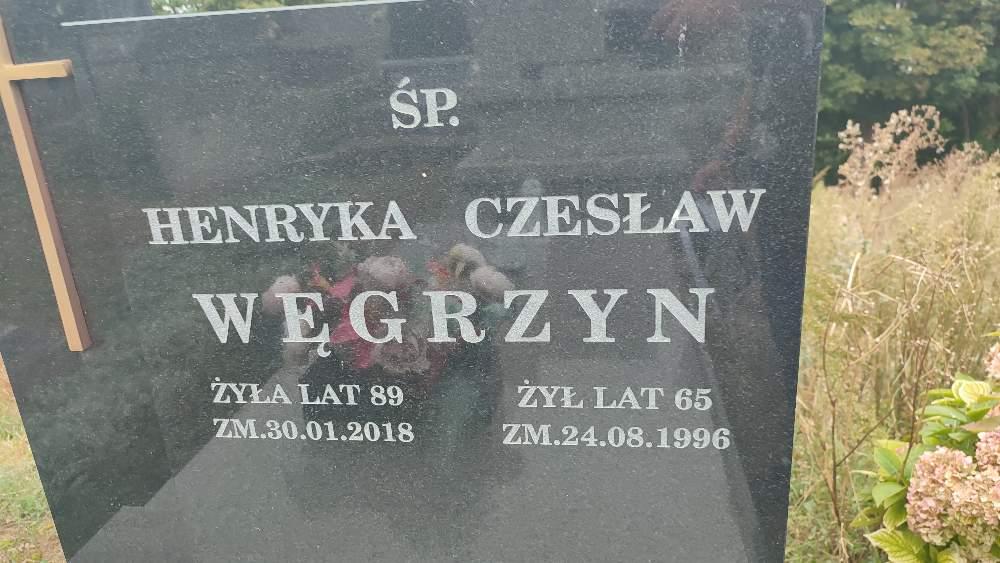 ŚP.
HENRYKA CZESŁAW
WĘGRZYN
ŻYŁA LAT 89 ŻYŁ LAT 65
ZM.30.01.2018 ZM.24.08.1996